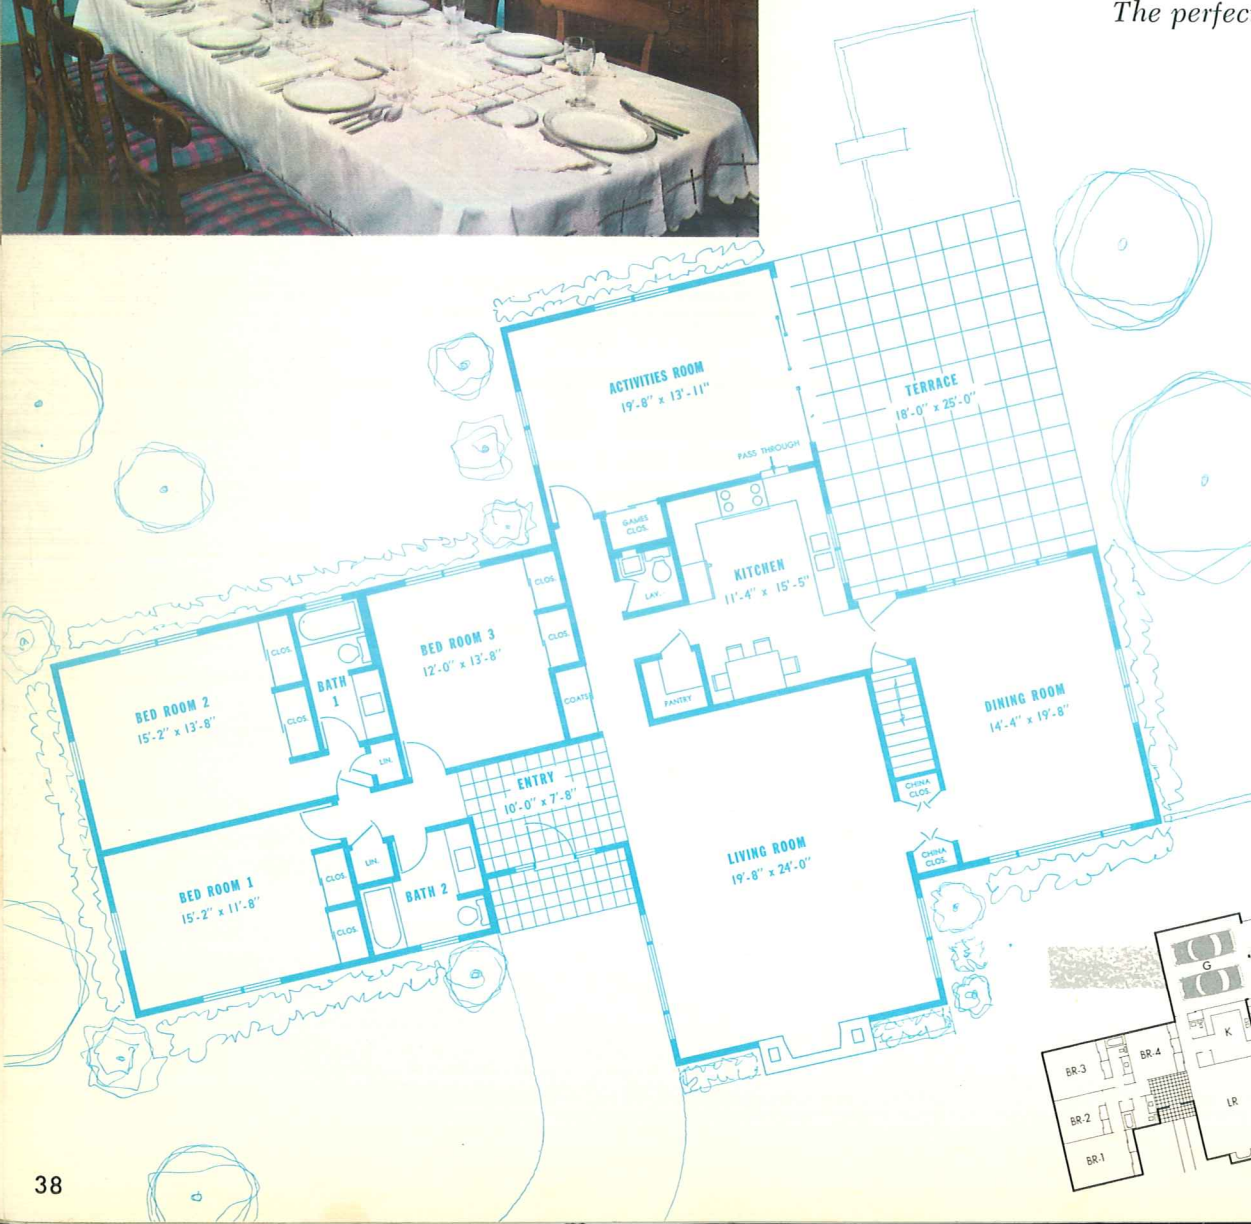 The perfec
ACTIVITIES ROOM
19'-8" x 13'-11"
TERRACE
18'-0" x 25'-0"
PASS THROUGH
GAMES
CLOS.
KITCHEN
11'-4" x 15'-5"
LAV.
CLOS.
BED ROOM 3
12'-0" x 13'-8"
CLOS.
CLOS.
BATH
1
BED ROOM 2
15'-2" x 13'-8"
CLOS.
COATS
PANTRY
DINING ROOM
14'-4" x 19'-8"
LIN.
ENTRY
10'-0" x 7'-8"
CHINA
CLOS.
LIVING ROOM
19'-8" x 24'-0"
CHINA
CLOS.
LIN.
BED ROOM 1
15'-2" x 11'-8"
CLOS.
BATH 2
CLOS.
G
K
BR-4
BR-3
LR
BR-2
BR-1
38